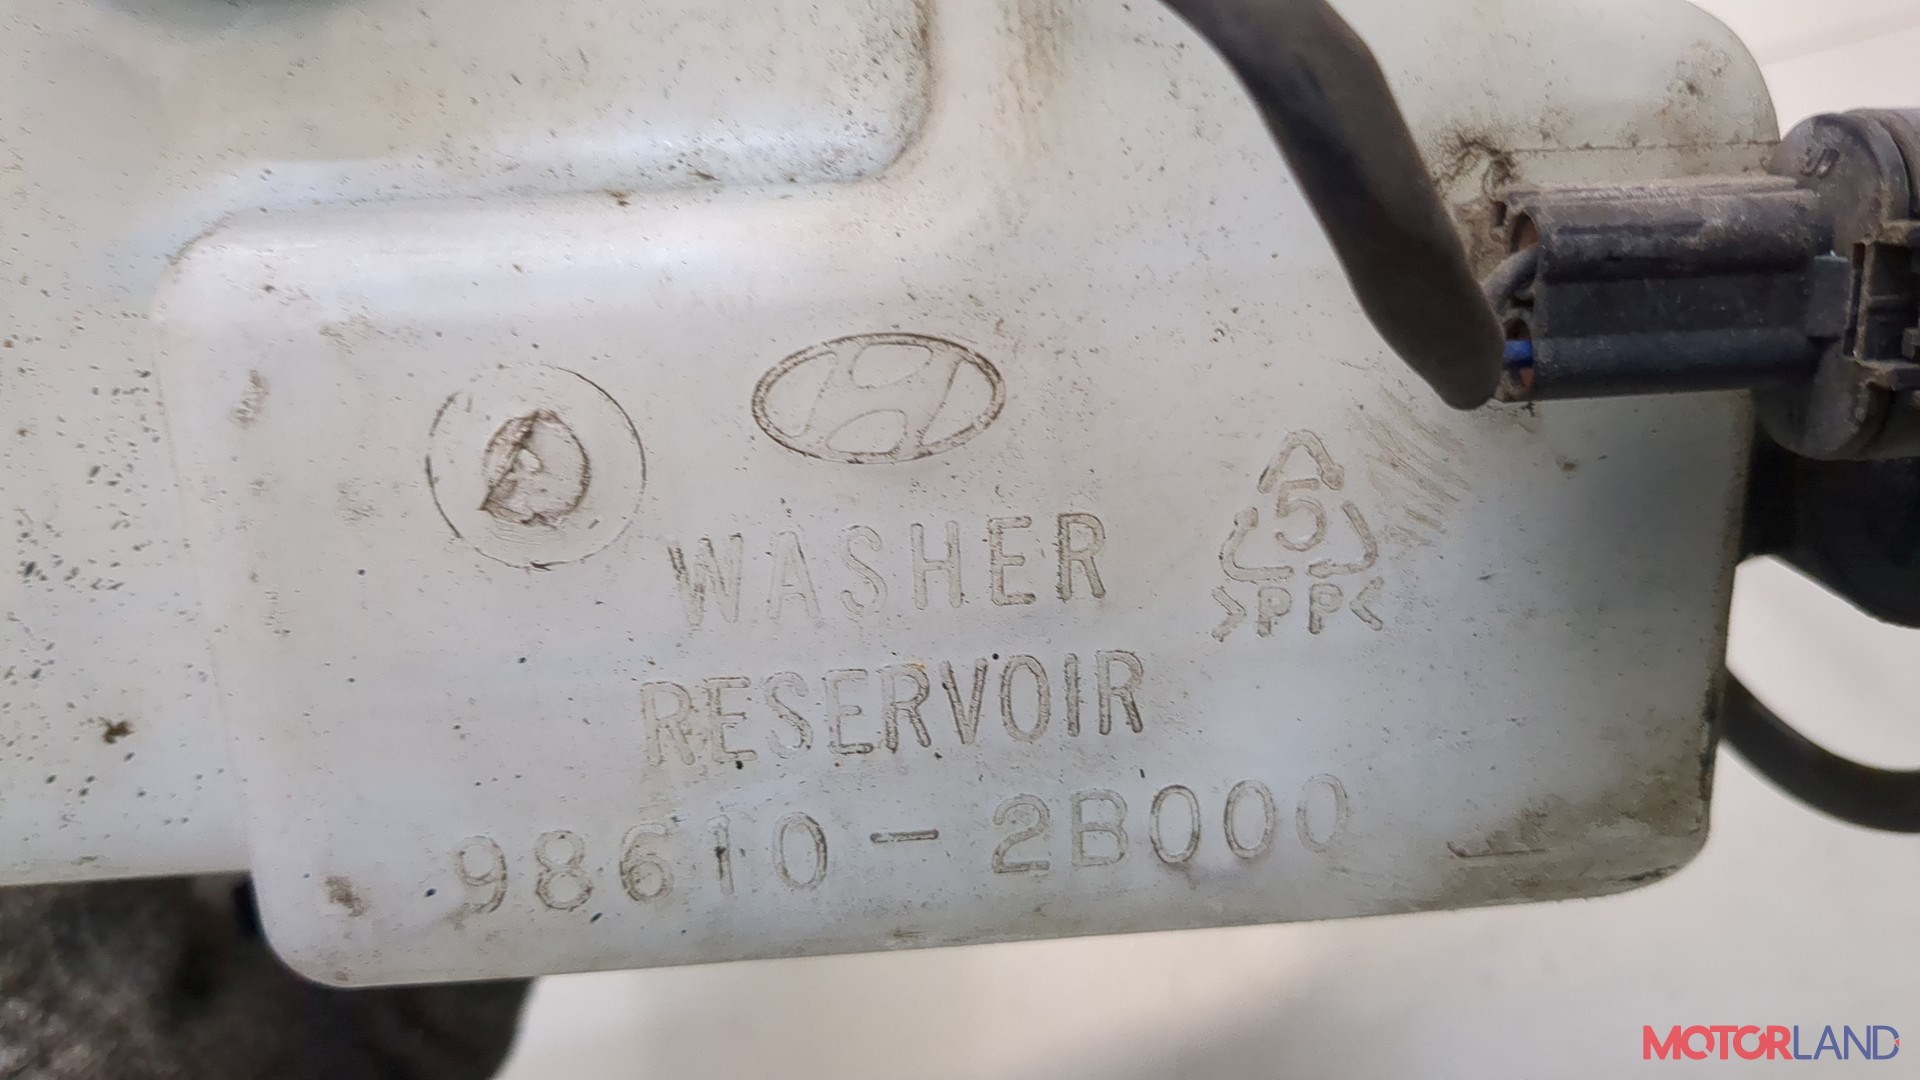 WASHER
RESERVOIR
98610-2B000
5
>PP<
MOTORLAND